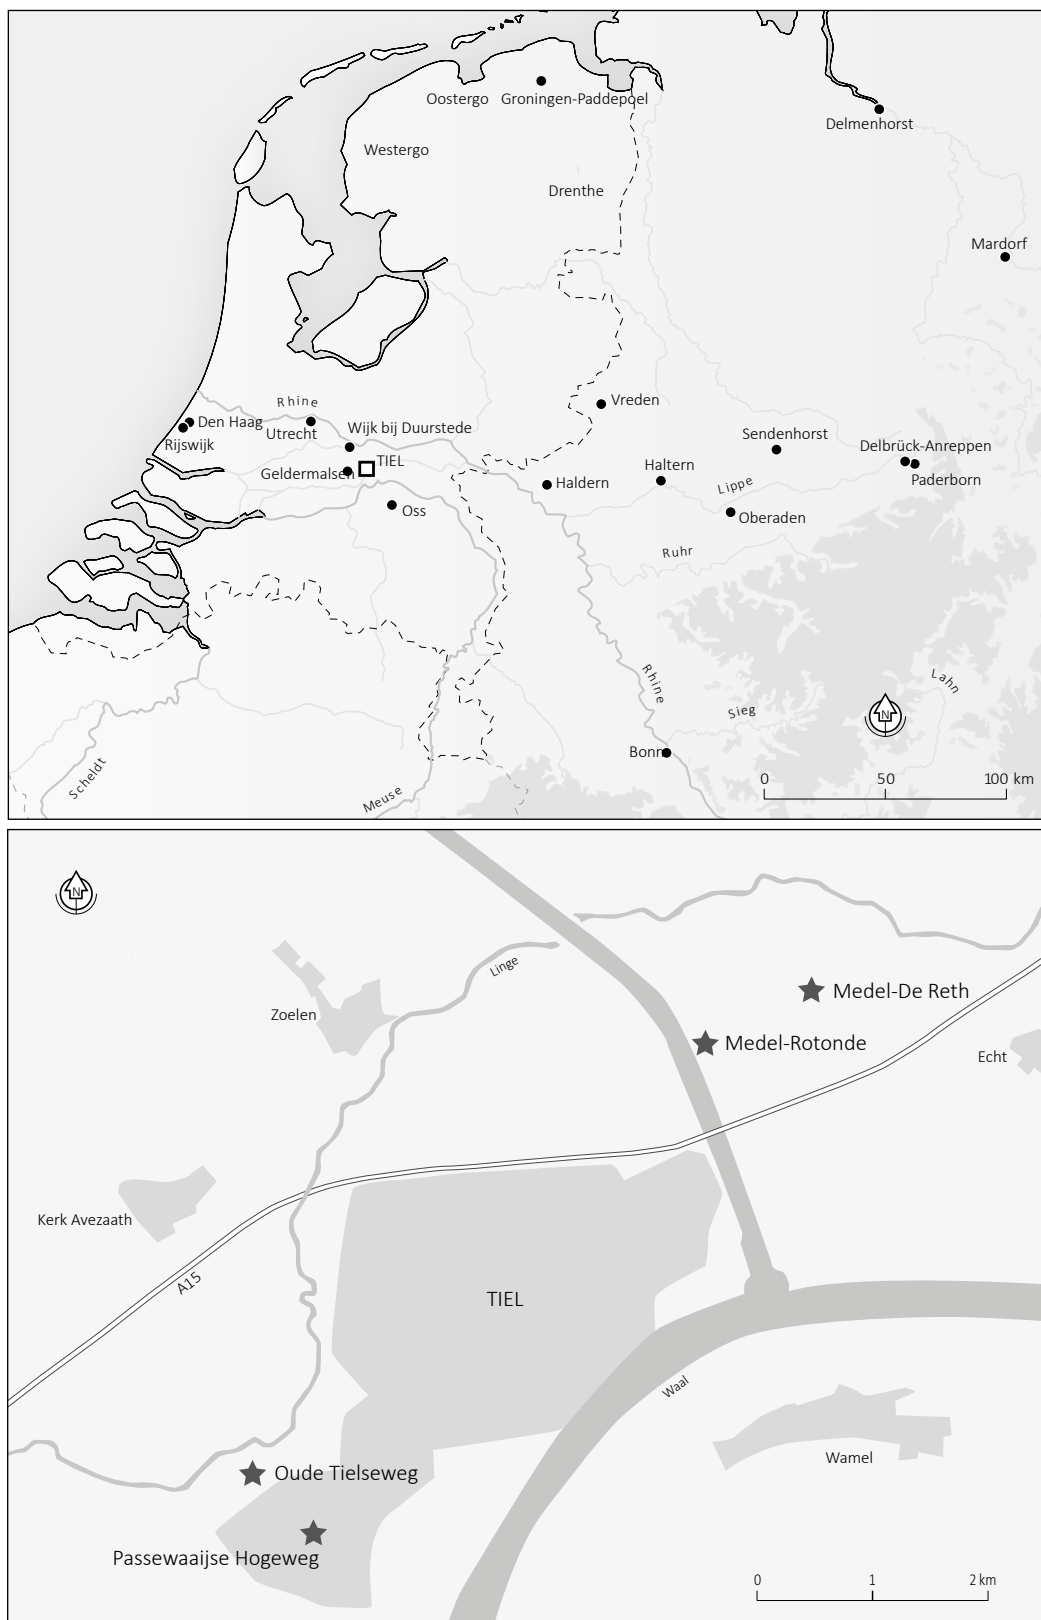 Oostergo
Groningen-Paddepoel
Delmenhorst
Westergo
Drenthe
Mardorf
Rhine
Vreden
Den Haag
Utrecht
Wijk bij Duurstede
Sendenhorst
Rijswijk
Delbrück-Anreppen
TIEL
Geldermalsen
Haltern
Paderborn
Haldern
Lippe
Oss
Oberaden
Ruhr
Rhine
Lahn
Sieg
N
Bonn
Scheldt
Meuse
0 50 100 km
N
Linge
Medel-De Reth
Zoelen
Medel-Rotonde
Echt
Kerk Avezaath
A15
TIEL
Waal
Wamel
Oude Tielseweg
Passewaaijse Hogeweg
0 1 2 km